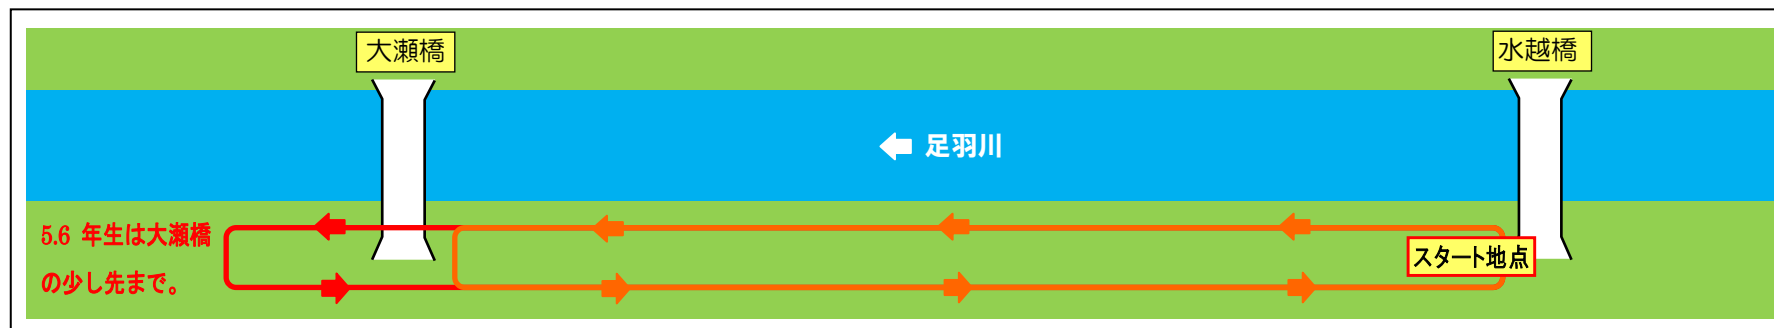 大瀬橋
水越橋
足羽川
5.6 年生は大瀬橋
の少し先まで。
スタート地点